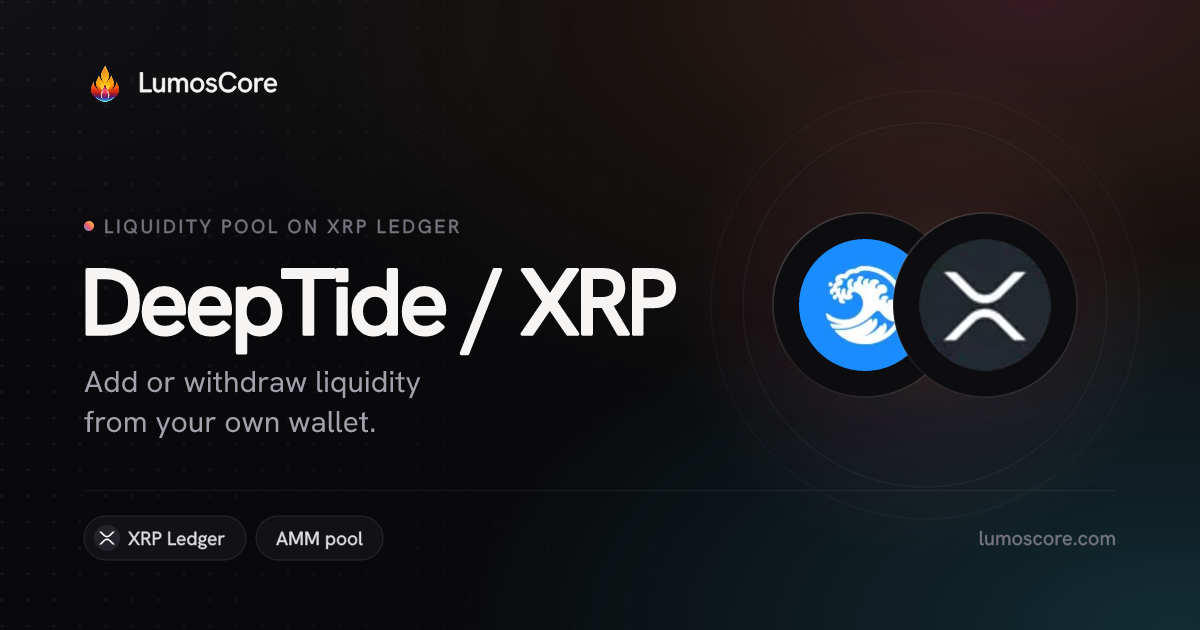 LumosCore
LIQUIDITY POOL ON XRP LEDGER
DeepTide / XRP
Add or withdraw liquidity
from your own wallet.
XRP Ledger
AMM pool
lumoscore.com